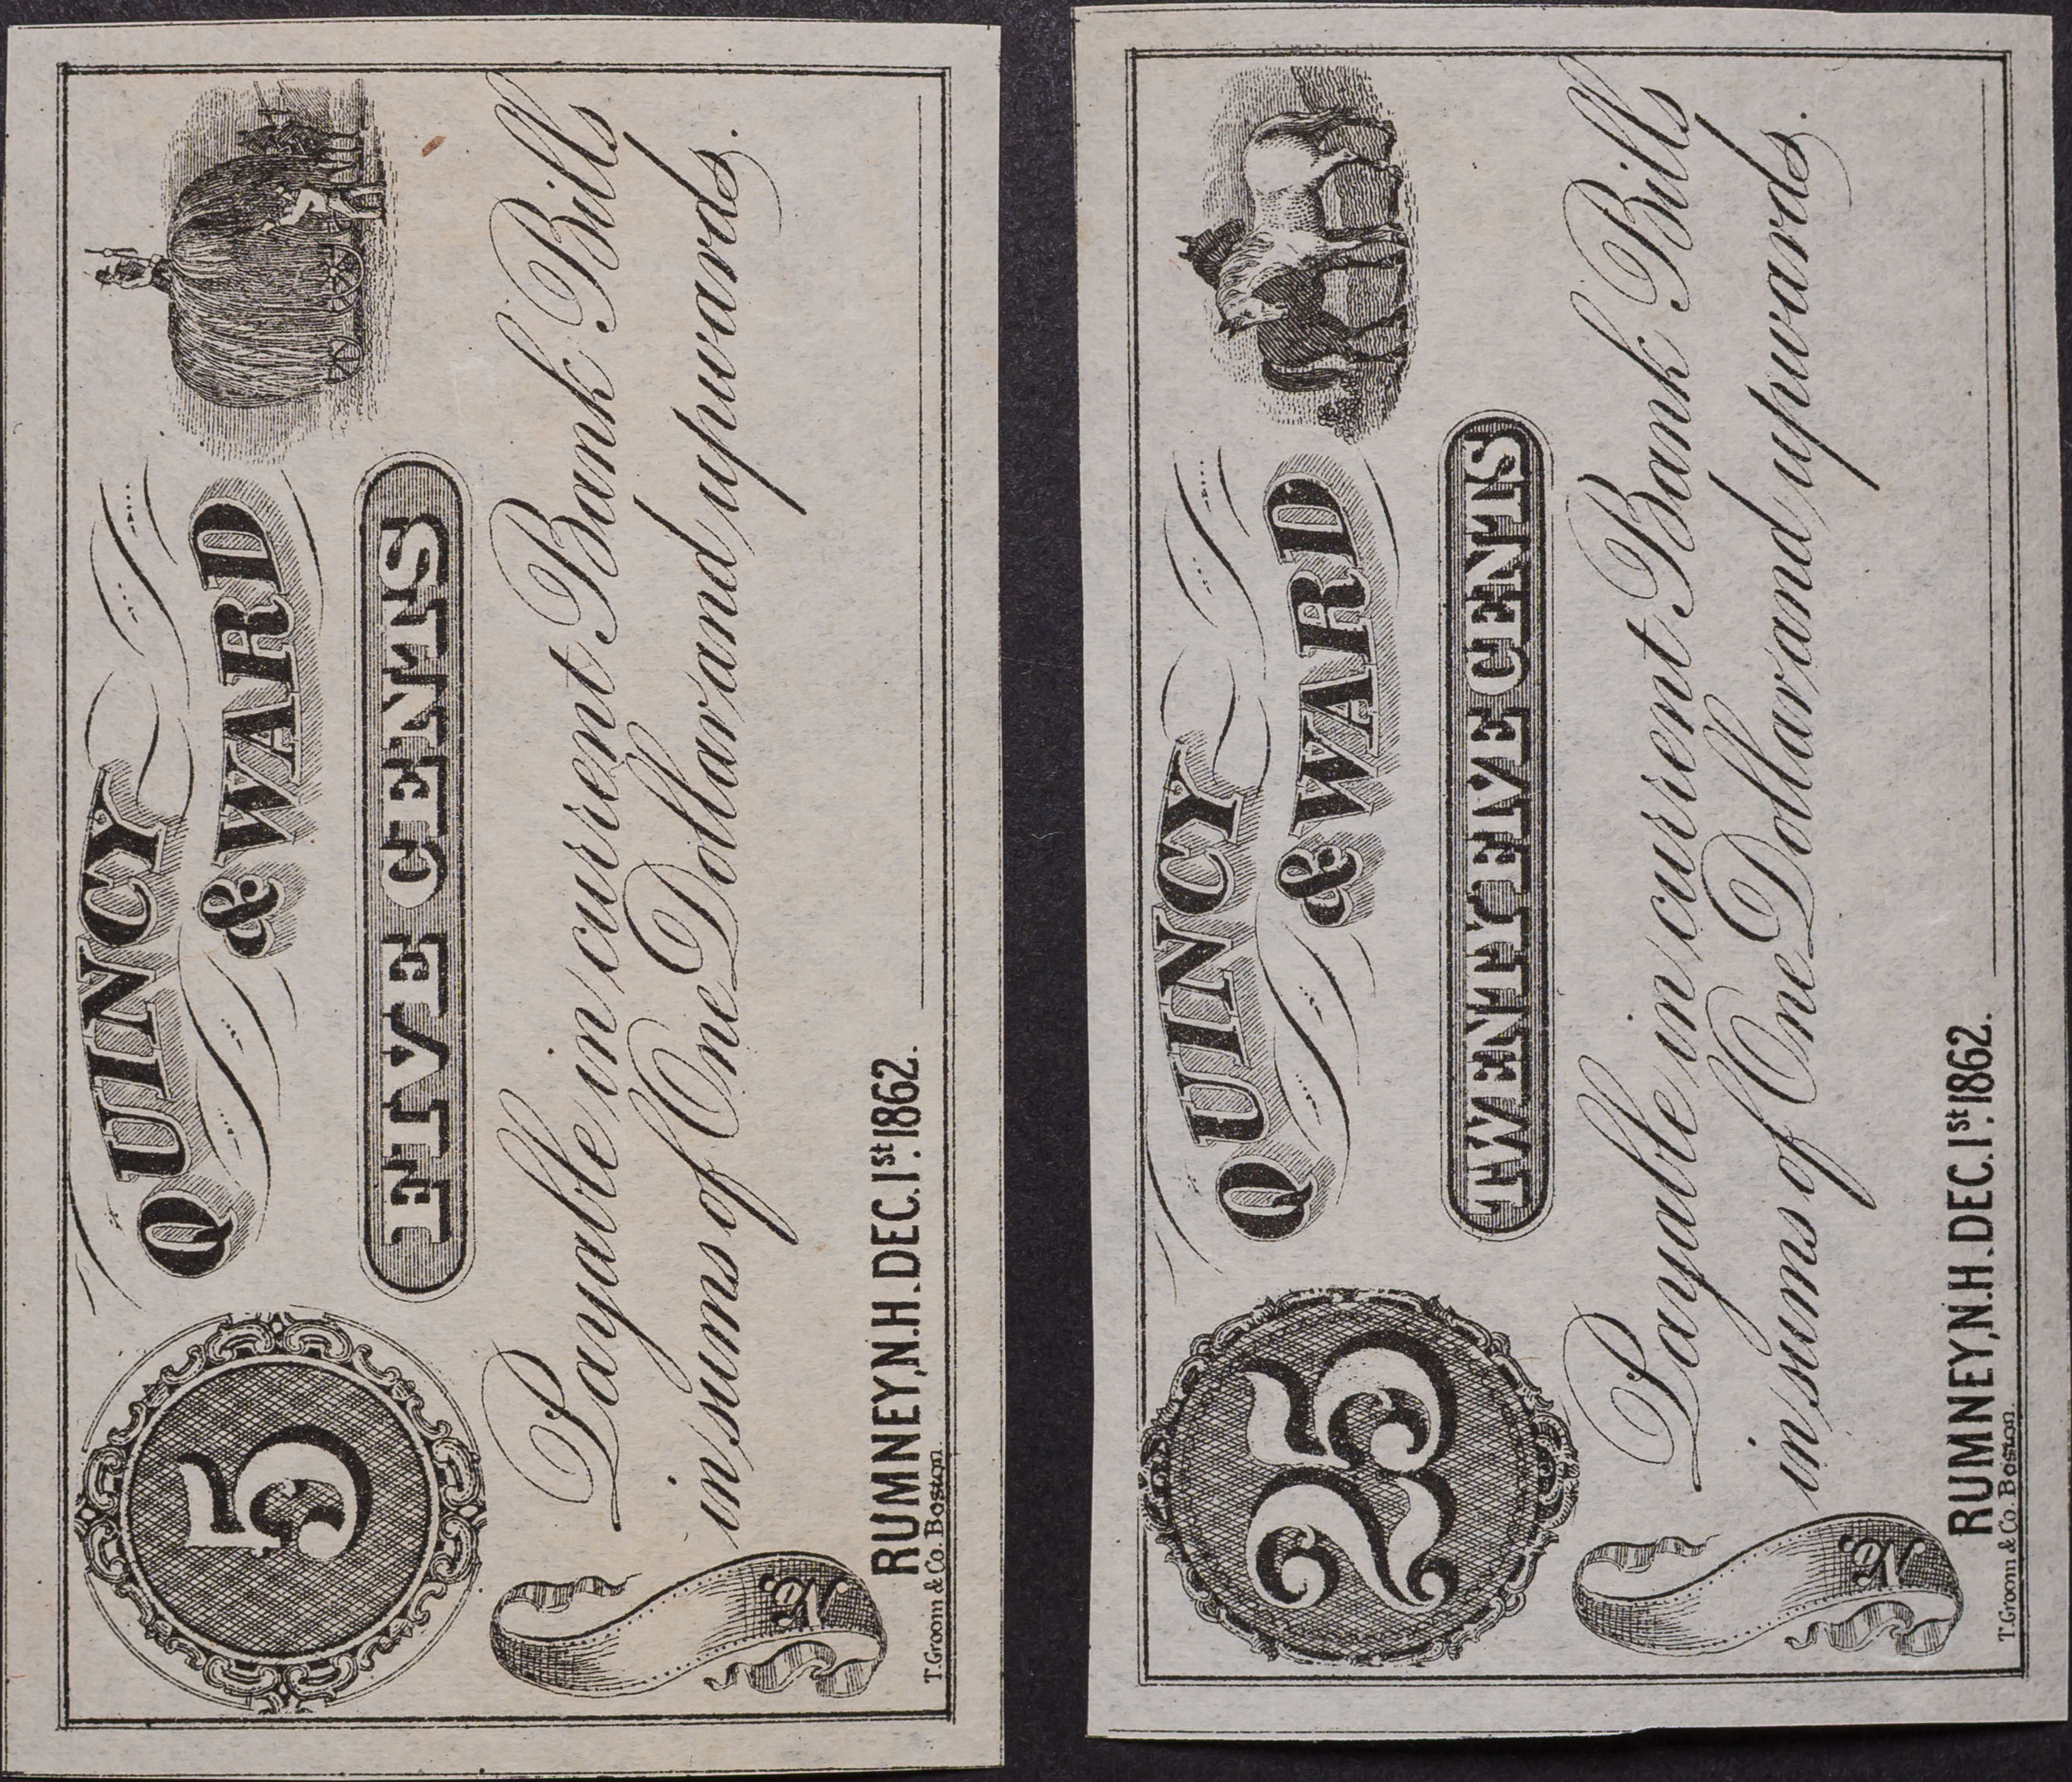 5
QUINCY
& WARD
FIVE CENTS
Payable in current Bank Bills
in sums of One Dollar and upwards.
No.
RUMNEY, N.H. DEC. 1st 1862.
T. Groom & Co. Boston.
25
QUINCY
& WARD
TWENTY FIVE CENTS
Payable in current Bank Bills
in sums of One Dollar and upwards.
No.
RUMNEY, N.H. DEC. 1st 1862.
T. Groom & Co. Boston.